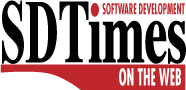 SOFTWARE DEVELOPMENT
SDTimes
ON THE WEB